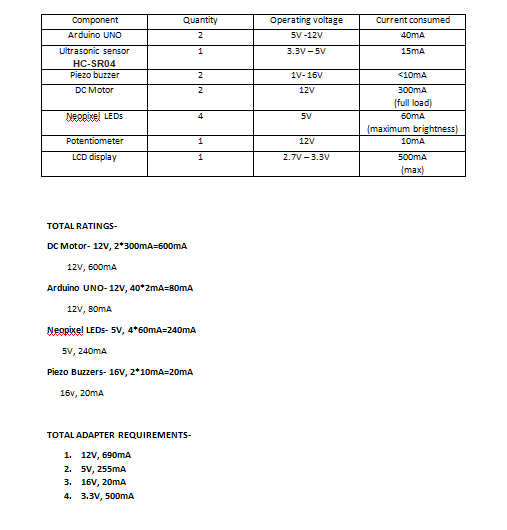 Component Quantity Operating voltage Current consumed
Arduino UNO 2 5V -12V 40mA
Ultrasonic sensor 1 3.3V – 5V 15mA
HC-SR04
Piezo buzzer 2 1V- 16V <10mA
DC Motor 2 12V 300mA
(full load)
Neopixel LEDs 4 5V 60mA
(maximum brightness)
Potentiometer 1 12V 10mA
LCD display 1 2.7V – 3.3V 500mA
(max)
TOTAL RATINGS-
DC Motor- 12V, 2*300mA=600mA
12V, 600mA
Arduino UNO- 12V, 40*2mA=80mA
12V, 80mA
Neopixel LEDs- 5V, 4*60mA=240mA
5V, 240mA
Piezo Buzzers- 16V, 2*10mA=20mA
16v, 20mA
TOTAL ADAPTER REQUIREMENTS-
1. 12V, 690mA
2. 5V, 255mA
3. 16V, 20mA
4. 3.3V, 500mA